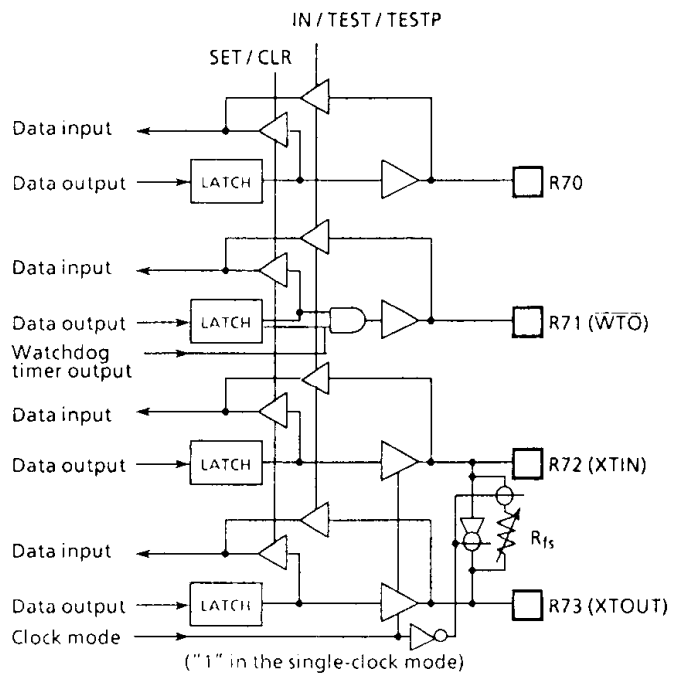 IN / TEST / TESTP
SET / CLR
Data input
Data output
LATCH
R70
Data input
Data output
LATCH
R71 (W̅T̅O̅)
Watchdog
timer output
Data input
Data output
LATCH
R72 (XTIN)
Rfs
Data input
Data output
LATCH
R73 (XTOUT)
Clock mode
("1" in the single-clock mode)